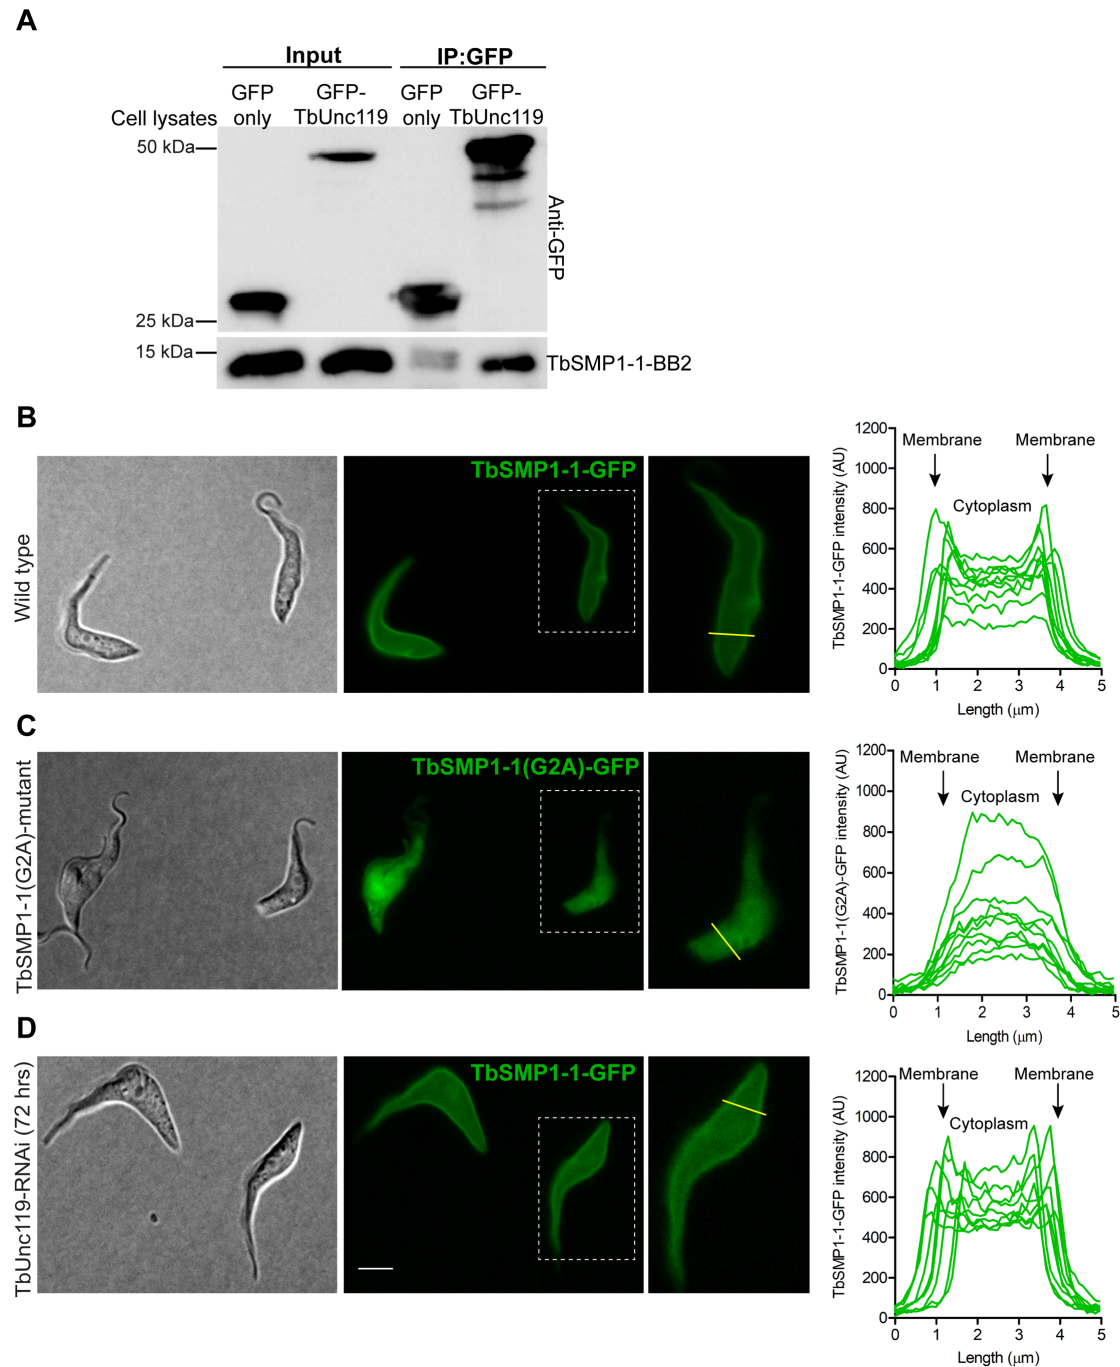 A
Input
IP:GFP
GFP only
GFP-TbUnc119
GFP only
GFP-TbUnc119
Cell lysates
50 kDa
25 kDa
15 kDa
Anti-GFP
TbSMP1-1-BB2
B
Wild type
TbSMP1-1-GFP
TbSMP1-1-GFP intensity (AU)
1200
1000
800
600
400
200
0
Membrane
Membrane
Cytoplasm
0 1 2 3 4 5
Length (μm)
C
TbSMP1-1(G2A)-mutant
TbSMP1-1(G2A)-GFP
TbSMP1-1(G2A)-GFP intensity (AU)
1200
1000
800
600
400
200
0
Membrane
Membrane
Cytoplasm
0 1 2 3 4 5
Length (μm)
D
TbUnc119-RNAi (72 hrs)
TbSMP1-1-GFP
TbSMP1-1-GFP intensity (AU)
1200
1000
800
600
400
200
0
Membrane
Membrane
Cytoplasm
0 1 2 3 4 5
Length (μm)